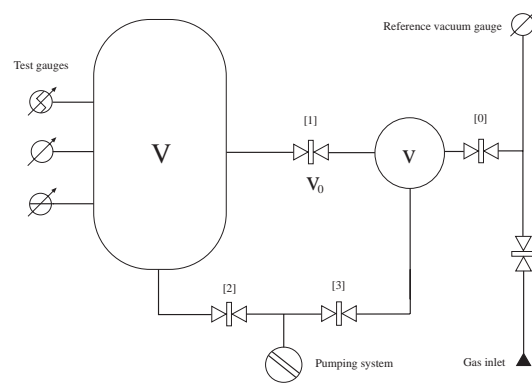 Reference vacuum gauge
Test gauges
[1]
[0]
V
v
V0
[2]
[3]
Pumping system
Gas inlet